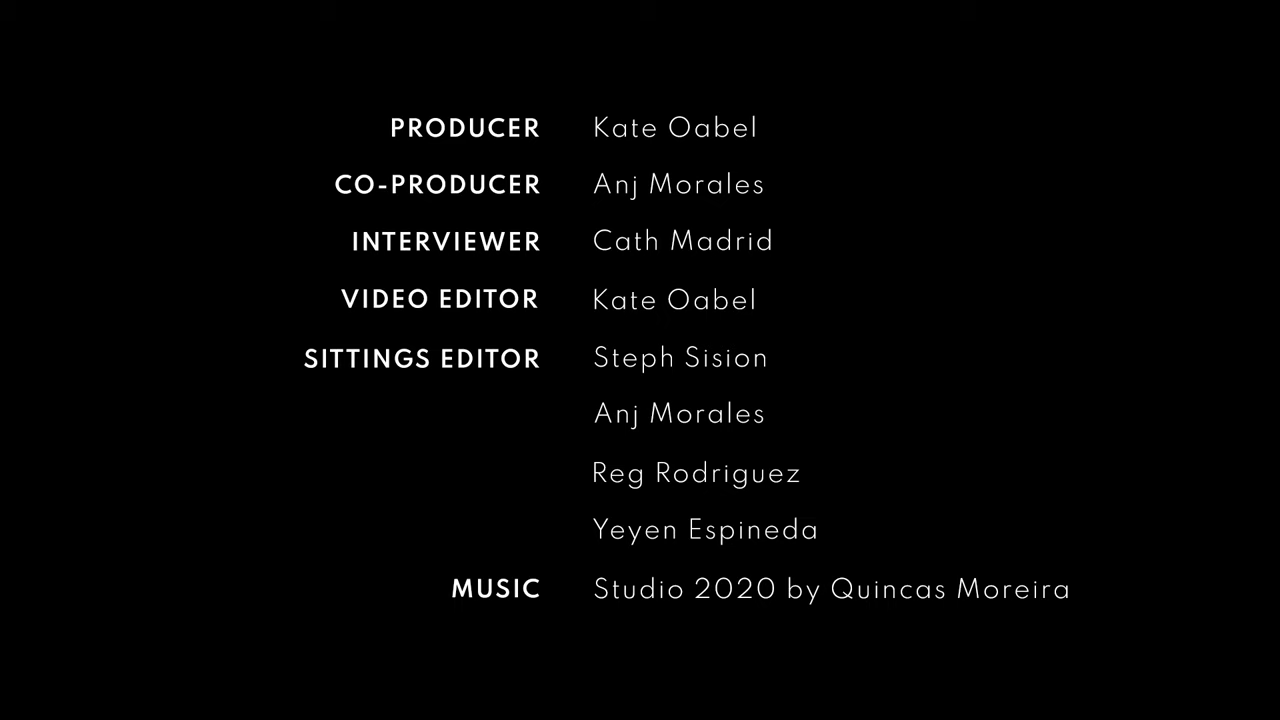 PRODUCER Kate Oabel
CO-PRODUCER Anj Morales
INTERVIEWER Cath Madrid
VIDEO EDITOR Kate Oabel
SITTINGS EDITOR Steph Sision
Anj Morales
Reg Rodriguez
Yeyen Espineda
MUSIC Studio 2020 by Quincas Moreira